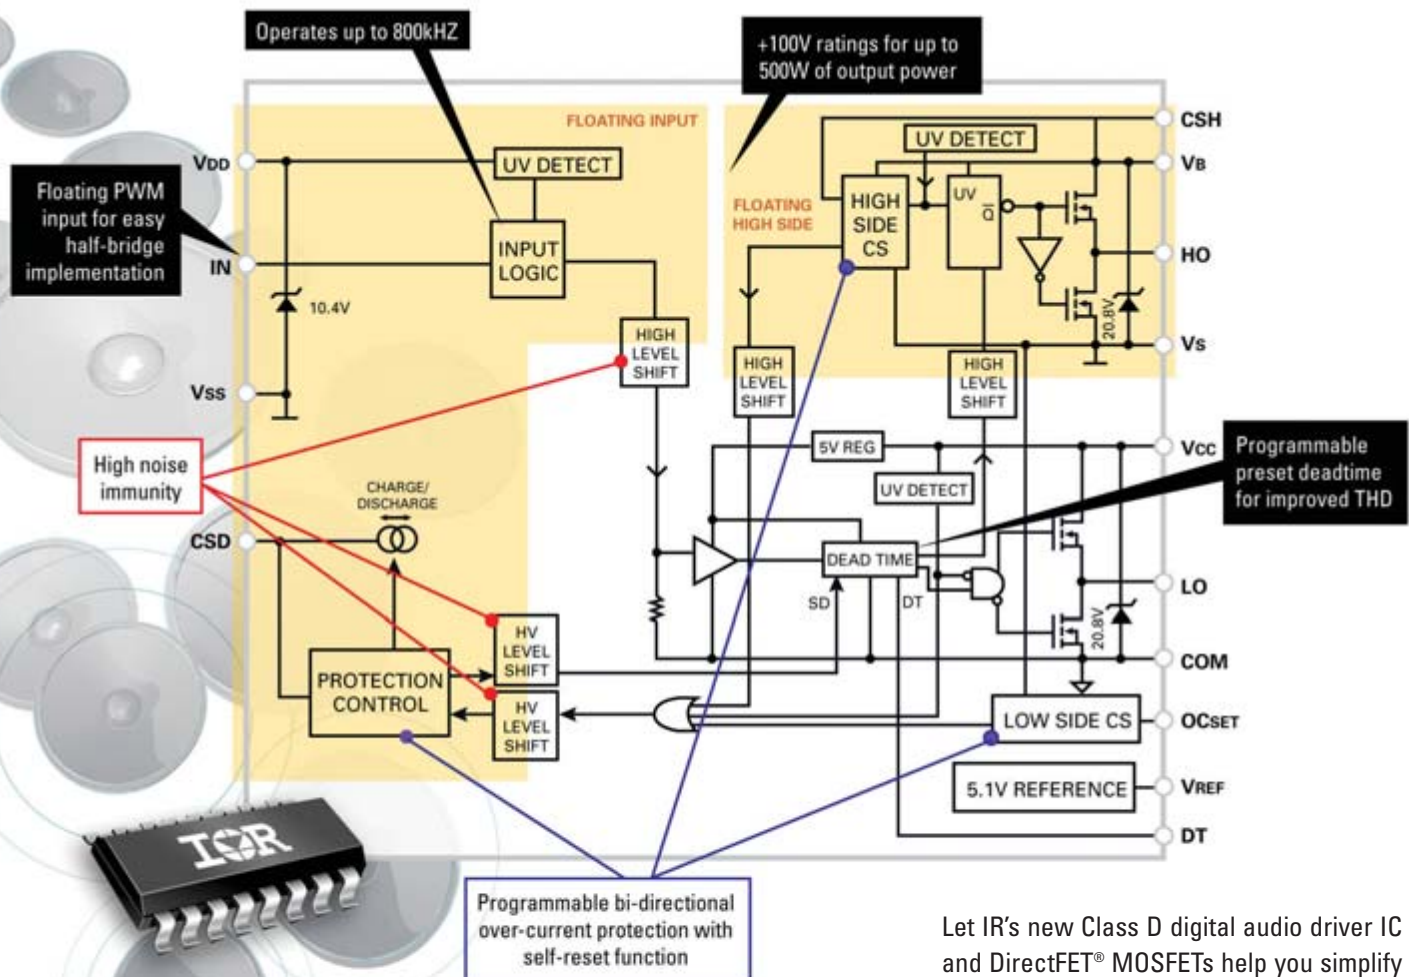 Operates up to 800kHZ
+100V ratings for up to
500W of output power
FLOATING INPUT
CSH
UV DETECT
VDD
UV DETECT
VB
Floating PWM
input for easy
half-bridge
implementation
FLOATING
HIGH SIDE
HIGH
SIDE
CS
UV
Q̅
INPUT
LOGIC
HO
IN
10.4V
20.8V
HIGH
LEVEL
SHIFT
VS
HIGH
LEVEL
SHIFT
HIGH
LEVEL
SHIFT
VSS
5V REG
VCC
Programmable
preset deadtime
for improved THD
High noise
immunity
UV DETECT
CHARGE/
DISCHARGE
CSD
DEAD TIME
SD
DT
LO
20.8V
HV
LEVEL
SHIFT
COM
PROTECTION
CONTROL
HV
LEVEL
SHIFT
LOW SIDE CS
OCSET
5.1V REFERENCE
VREF
DT
IOR
Programmable bi-directional
over-current protection with
self-reset function
Let IR's new Class D digital audio driver IC
and DirectFET® MOSFETs help you simplify